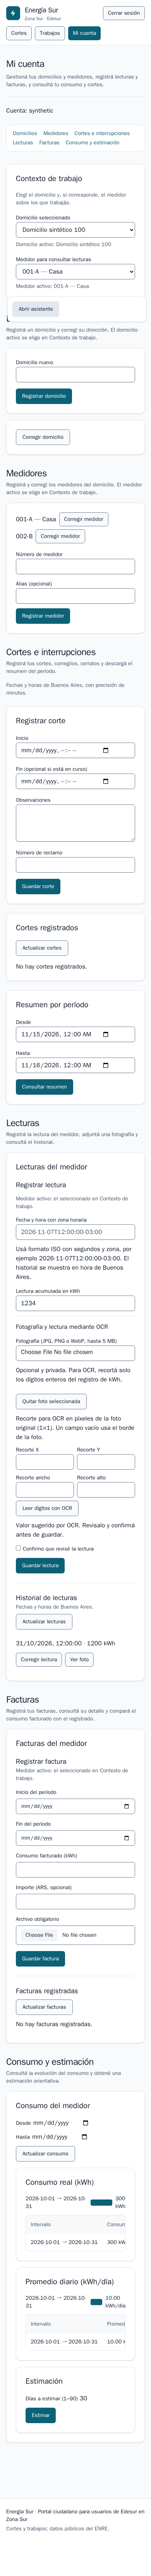 Energía Sur
Zona Sur · Edesur
Cerrar sesión
Cortes
Trabajos
Mi cuenta
Mi cuenta
Gestioná tus domicilios y medidores, registrá lecturas y
facturas, y consultá tu consumo y cortes.
Cuenta: synthetic
Domicilios
Medidores
Cortes e interrupciones
Lecturas
Facturas
Consumo y estimación
Contexto de trabajo
Elegí el domicilio y, si corresponde, el medidor
sobre los que trabajás.
Domicilio seleccionado
Domicilio sintético 100
Domicilio activo: Domicilio sintético 100
Medidor para consultar lecturas
001-A — Casa
Medidor activo: 001-A — Casa
Abrir asistente
Registrá un domicilio y corregí su dirección. El domicilio
activo se elige en Contexto de trabajo.
Domicilio nuevo
Registrar domicilio
Corregir domicilio
Medidores
Registrá y corregí los medidores del domicilio. El medidor
activo se elige en Contexto de trabajo.
001-A — Casa
Corregir medidor
002-B
Corregir medidor
Número de medidor
Alias (opcional)
Registrar medidor
Cortes e interrupciones
Registrá tus cortes, corregilos, cerralos y descargá el
resumen del período.
Fechas y horas de Buenos Aires, con precisión de
minutos.
Registrar corte
Inicio
mm/dd/yyyy, --:-- --
Fin (opcional si está en curso)
mm/dd/yyyy, --:-- --
Observaciones
Número de reclamo
Guardar corte
Cortes registrados
Actualizar cortes
No hay cortes registrados.
Resumen por período
Desde
11/15/2026, 12:00 AM
Hasta
11/16/2026, 12:00 AM
Consultar resumen
Lecturas
Registrá la lectura del medidor, adjuntá una fotografía y
consultá el historial.
Lecturas del medidor
Registrar lectura
Medidor activo: el seleccionado en Contexto de
trabajo.
Fecha y hora con zona horaria
2026-11-07T12:00:00-03:00
Usá formato ISO con segundos y zona, por
ejemplo 2026-11-07T12:00:00-03:00. El
historial se muestra en hora de Buenos
Aires.
Lectura acumulada en kWh
1234
Fotografía y lectura mediante OCR
Fotografía (JPG, PNG o WebP, hasta 5 MB)
Choose File No file chosen
Opcional y privada. Para OCR, recortá solo
los dígitos enteros del registro de kWh.
Quitar foto seleccionada
Recorte para OCR en píxeles de la foto
original (1×1). Un campo vacío usa el borde
de la foto.
Recorte X
Recorte Y
Recorte ancho
Recorte alto
Leer dígitos con OCR
Valor sugerido por OCR. Revisalo y confirmá
antes de guardar.
Confirmo que revisé la lectura
Guardar lectura
Historial de lecturas
Fechas y horas de Buenos Aires.
Actualizar lecturas
31/10/2026, 12:00:00 · 1200 kWh
Corregir lectura
Ver foto
Facturas
Registrá tus facturas, consultá su detalle y compará el
consumo facturado con el registrado.
Facturas del medidor
Registrar factura
Medidor activo: el seleccionado en Contexto de
trabajo.
Inicio del período
mm/dd/yyyy
Fin del período
mm/dd/yyyy
Consumo facturado (kWh)
Importe (ARS, opcional)
Archivo obligatorio
Choose File
No file chosen
Guardar factura
Facturas registradas
Actualizar facturas
No hay facturas registradas.
Consumo y estimación
Consultá la evolución del consumo y obtené una
estimación orientativa.
Consumo del medidor
Desde mm/dd/yyyy
Hasta mm/dd/yyyy
Actualizar consumo
Consumo real (kWh)
2026-10-01 → 2026-10-
31
300
kWh
Intervalo
Consum
2026-10-01 → 2026-10-31
300 kW
Promedio diario (kWh/día)
2026-10-01 → 2026-10-
31
10.00
kWh/día
Intervalo
Promed
2026-10-01 → 2026-10-31
10.00 k
Estimación
Días a estimar (1–90) 30
Estimar
Energía Sur · Portal ciudadano para usuarios de Edesur en
Zona Sur
Cortes y trabajos: datos públicos del ENRE.